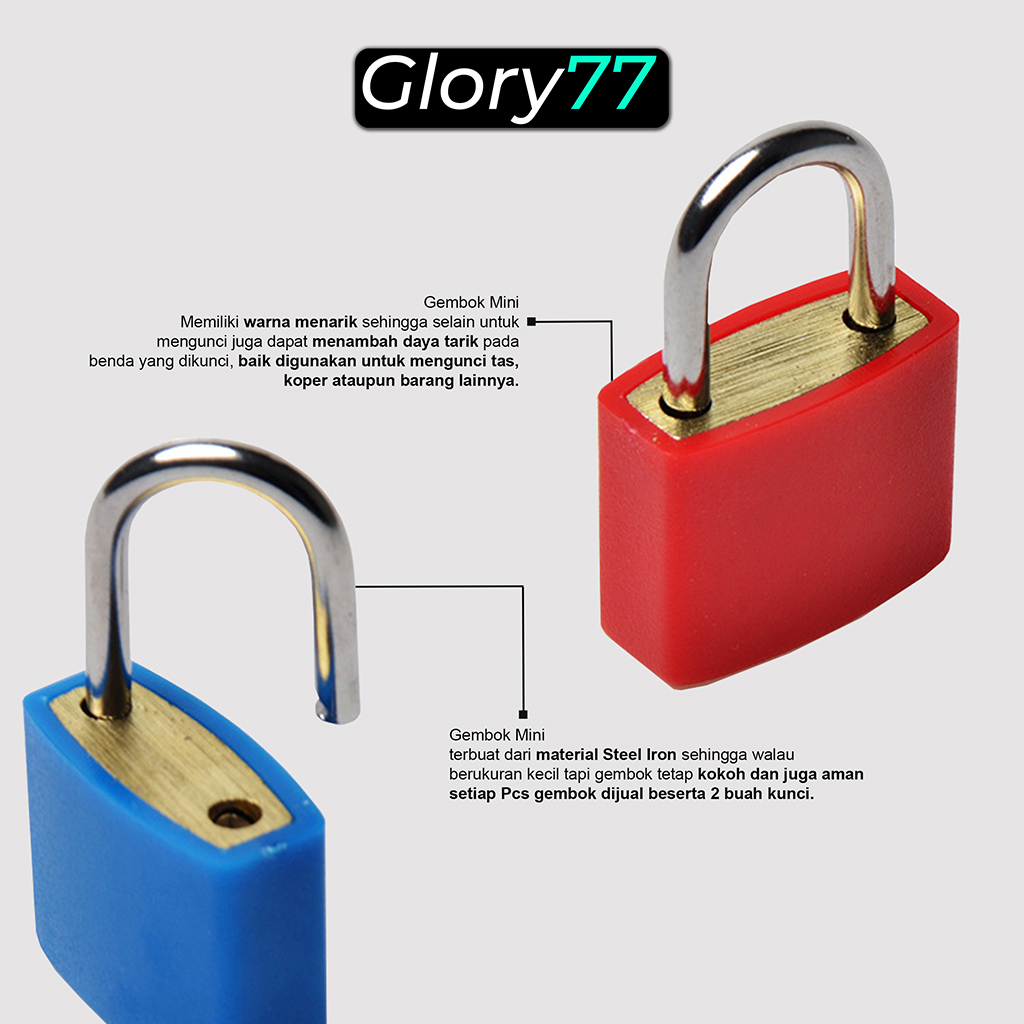 Glory77
Gembok Mini
Memiliki warna menarik sehingga selain untuk
mengunci juga dapat menambah daya tarik pada
benda yang dikunci, baik digunakan untuk mengunci tas,
koper ataupun barang lainnya.
Gembok Mini
terbuat dari material Steel Iron sehingga walau
berukuran kecil tapi gembok tetap kokoh dan juga aman
setiap Pcs gembok dijual beserta 2 buah kunci.